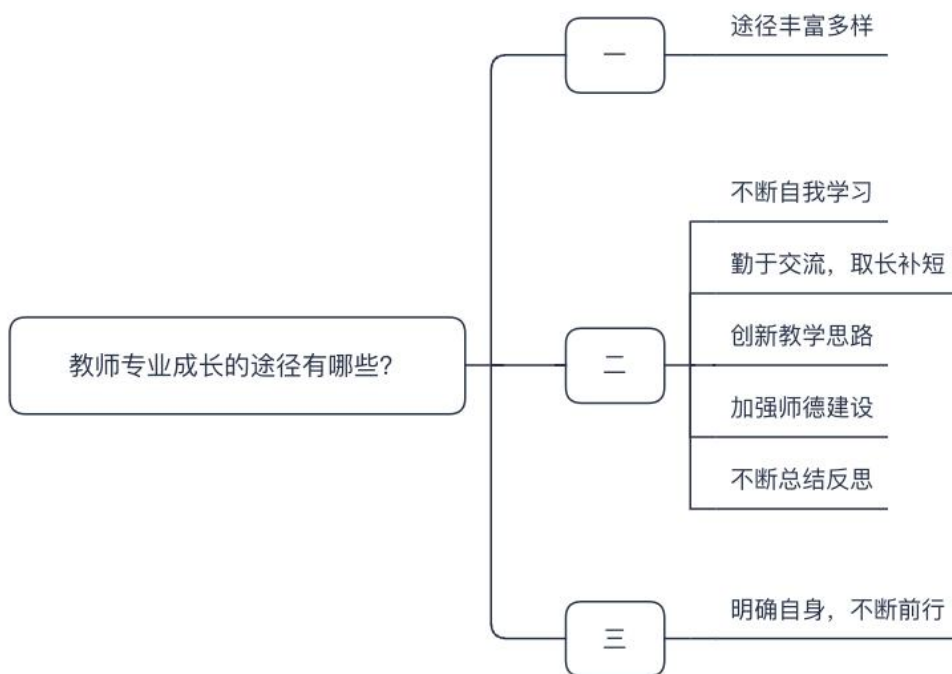 教师专业成长的途径有哪些？
一
途径丰富多样
二
不断自我学习
勤于交流，取长补短
创新教学思路
加强师德建设
不断总结反思
三
明确自身，不断前行